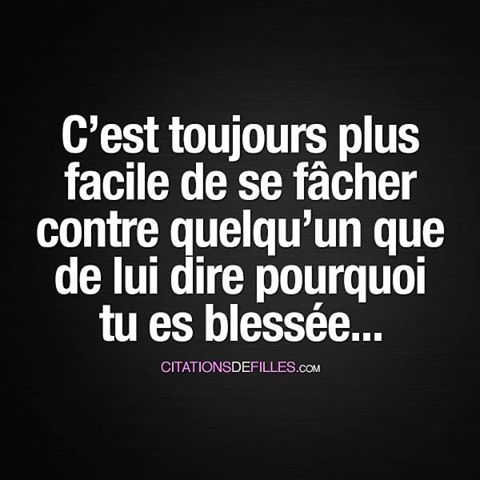 C’est toujours plus
facile de se fâcher
contre quelqu’un que
de lui dire pourquoi
tu es blessée...
CITATIONSDEFILLES.COM